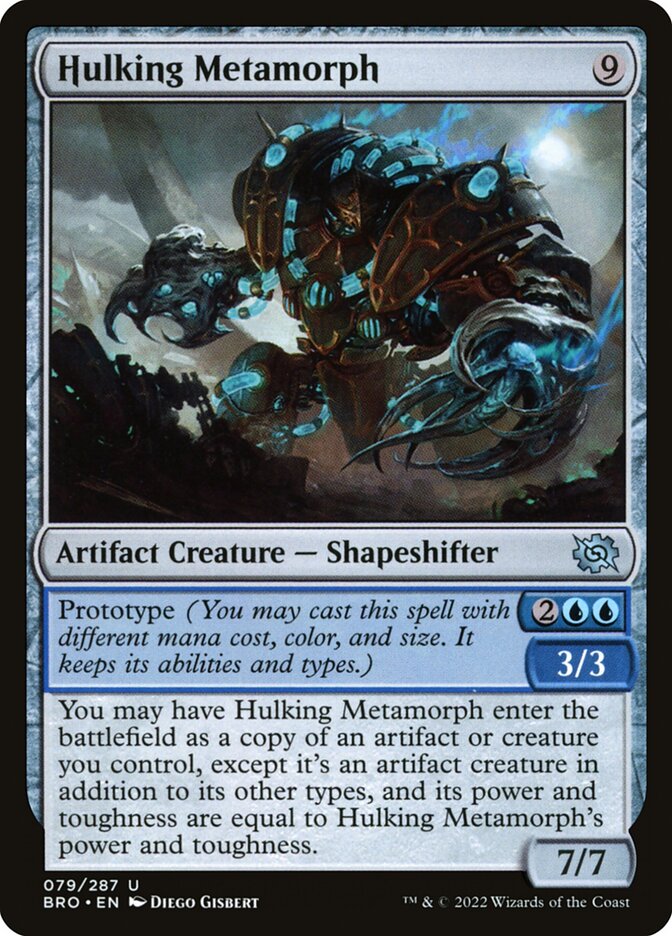 Hulking Metamorph 9
Artifact Creature — Shapeshifter
Prototype (You may cast this spell with 2
different mana cost, color, and size. It
keeps its abilities and types.) 3/3
You may have Hulking Metamorph enter the
battlefield as a copy of an artifact or creature
you control, except it's an artifact creature in
addition to its other types, and its power and
toughness are equal to Hulking Metamorph's
power and toughness.
7/7
079/287 U
BRO • EN Diego Gisbert ™ & © 2022 Wizards of the Coast